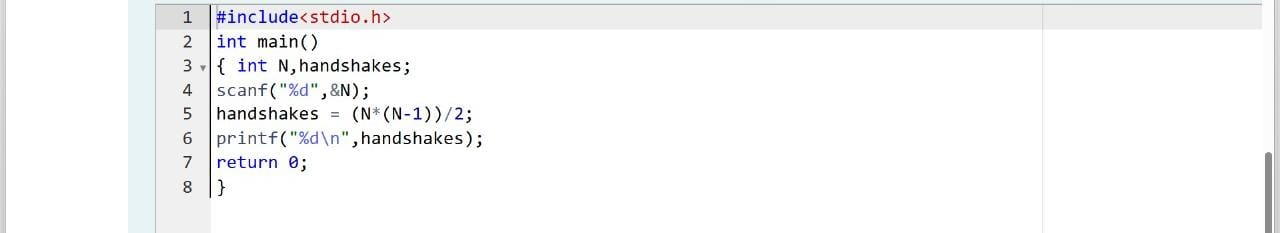 1 #include<stdio.h>
2 int main()
3 { int N,handshakes;
4 scanf("%d",&N);
5 handshakes = (N*(N-1))/2;
6 printf("%d\n",handshakes);
7 return 0;
8 }